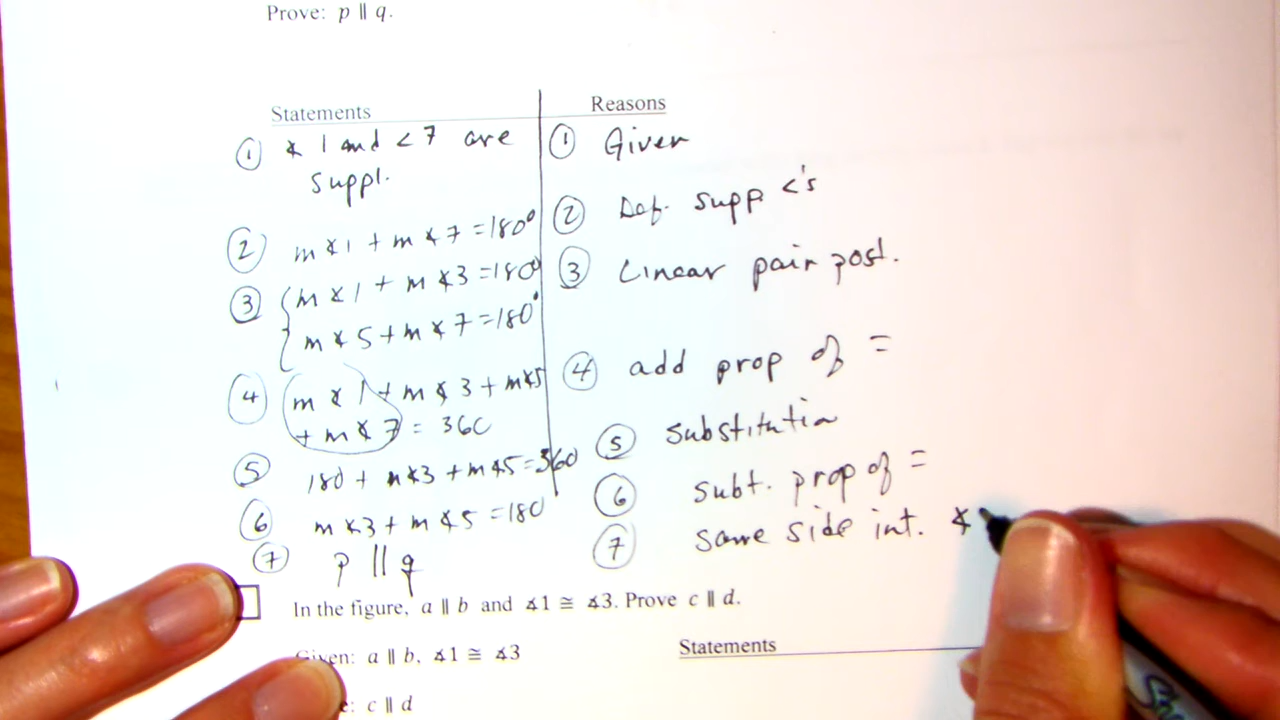 Prove: p ∥ q.
Statements Reasons
① ∡ 1 and < 7 are ① Given
suppl.
② m∡1 + m∡7 = 180° ② Def. supp. <'s
③ { m∡1 + m∡3 = 180° ③ Linear pair post.
m∡5 + m∡7 = 180°
④ m∡1 + m∡3 + m∡5 ④ add prop of =
+ m∡7 = 360
⑤ 180 + m∡3 + m∡5 = 360 ⑤ substitution
⑥ m∡3 + m∡5 = 180 ⑥ subt. prop of =
⑦ p ∥ q ⑦ same side int. ∡
In the figure, a ∥ b and ∡1 ≅ ∡3. Prove c ∥ d.
Given: a ∥ b, ∡1 ≅ ∡3 Statements
e: c ∥ d